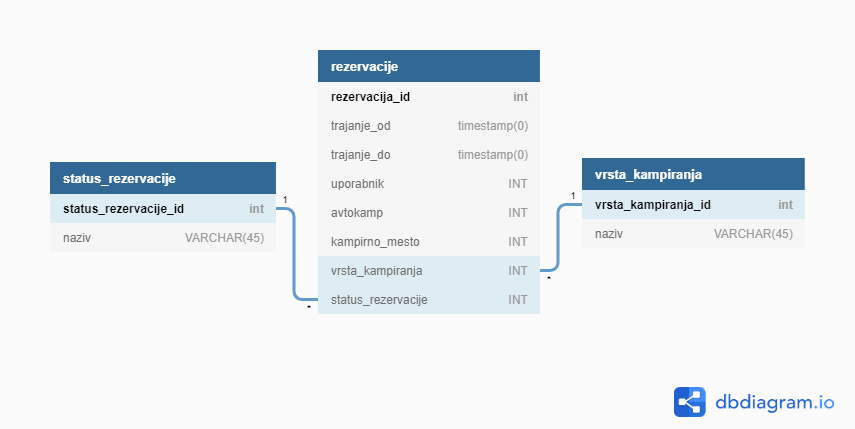 status_rezervacije
status_rezervacije_id int
naziv VARCHAR(45)
1
*
rezervacije
rezervacija_id int
trajanje_od timestamp(0)
trajanje_do timestamp(0)
uporabnik INT
avtokamp INT
kampirno_mesto INT
vrsta_kampiranja INT
status_rezervacije INT
1
*
vrsta_kampiranja
vrsta_kampiranja_id int
naziv VARCHAR(45)
dbdiagram.io